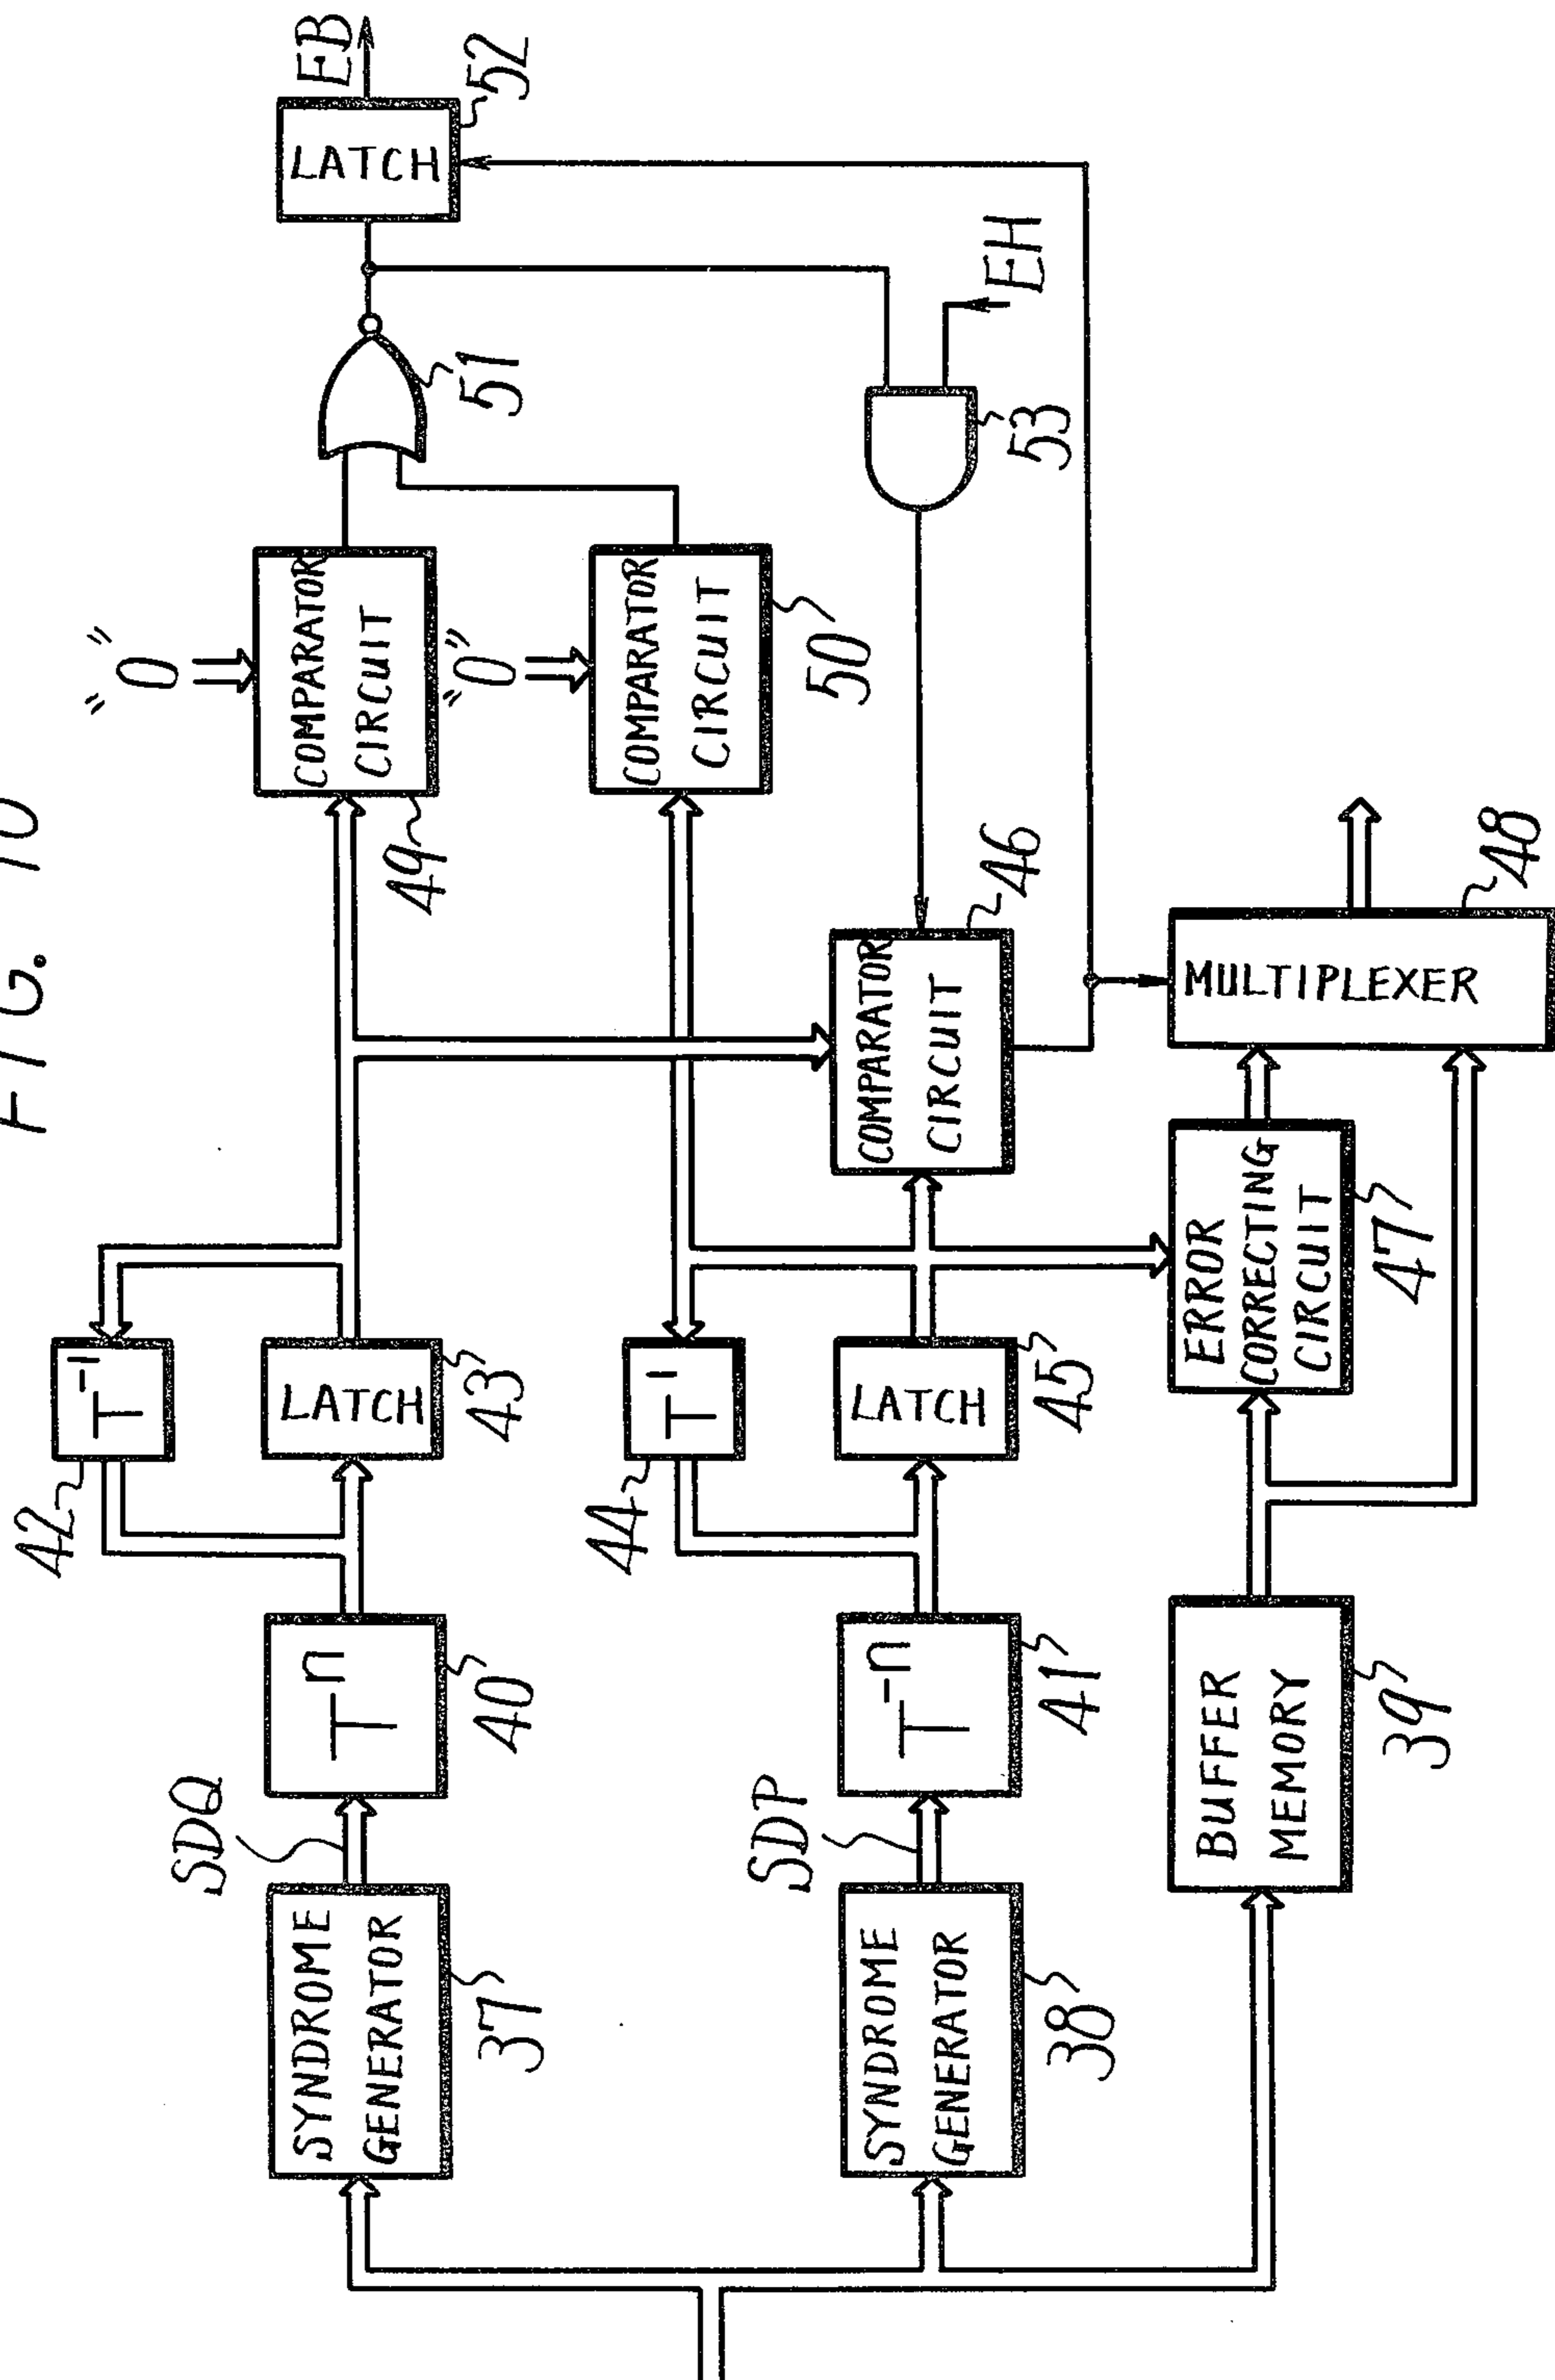 FIG. 10
SYNDROME
GENERATOR
37
SDQ
Tⁿ
40
42
T⁻¹
LATCH
43
"0"
COMPARATOR
CIRCUIT
49
51
LATCH
52
EB
SYNDROME
GENERATOR
38
SDP
T⁻ⁿ
41
44
T⁻¹
LATCH
45
"0"
COMPARATOR
CIRCUIT
50
COMPARATOR
CIRCUIT
46
53
EH
BUFFER
MEMORY
39
ERROR
CORRECTING
CIRCUIT
47
MULTIPLEXER
48